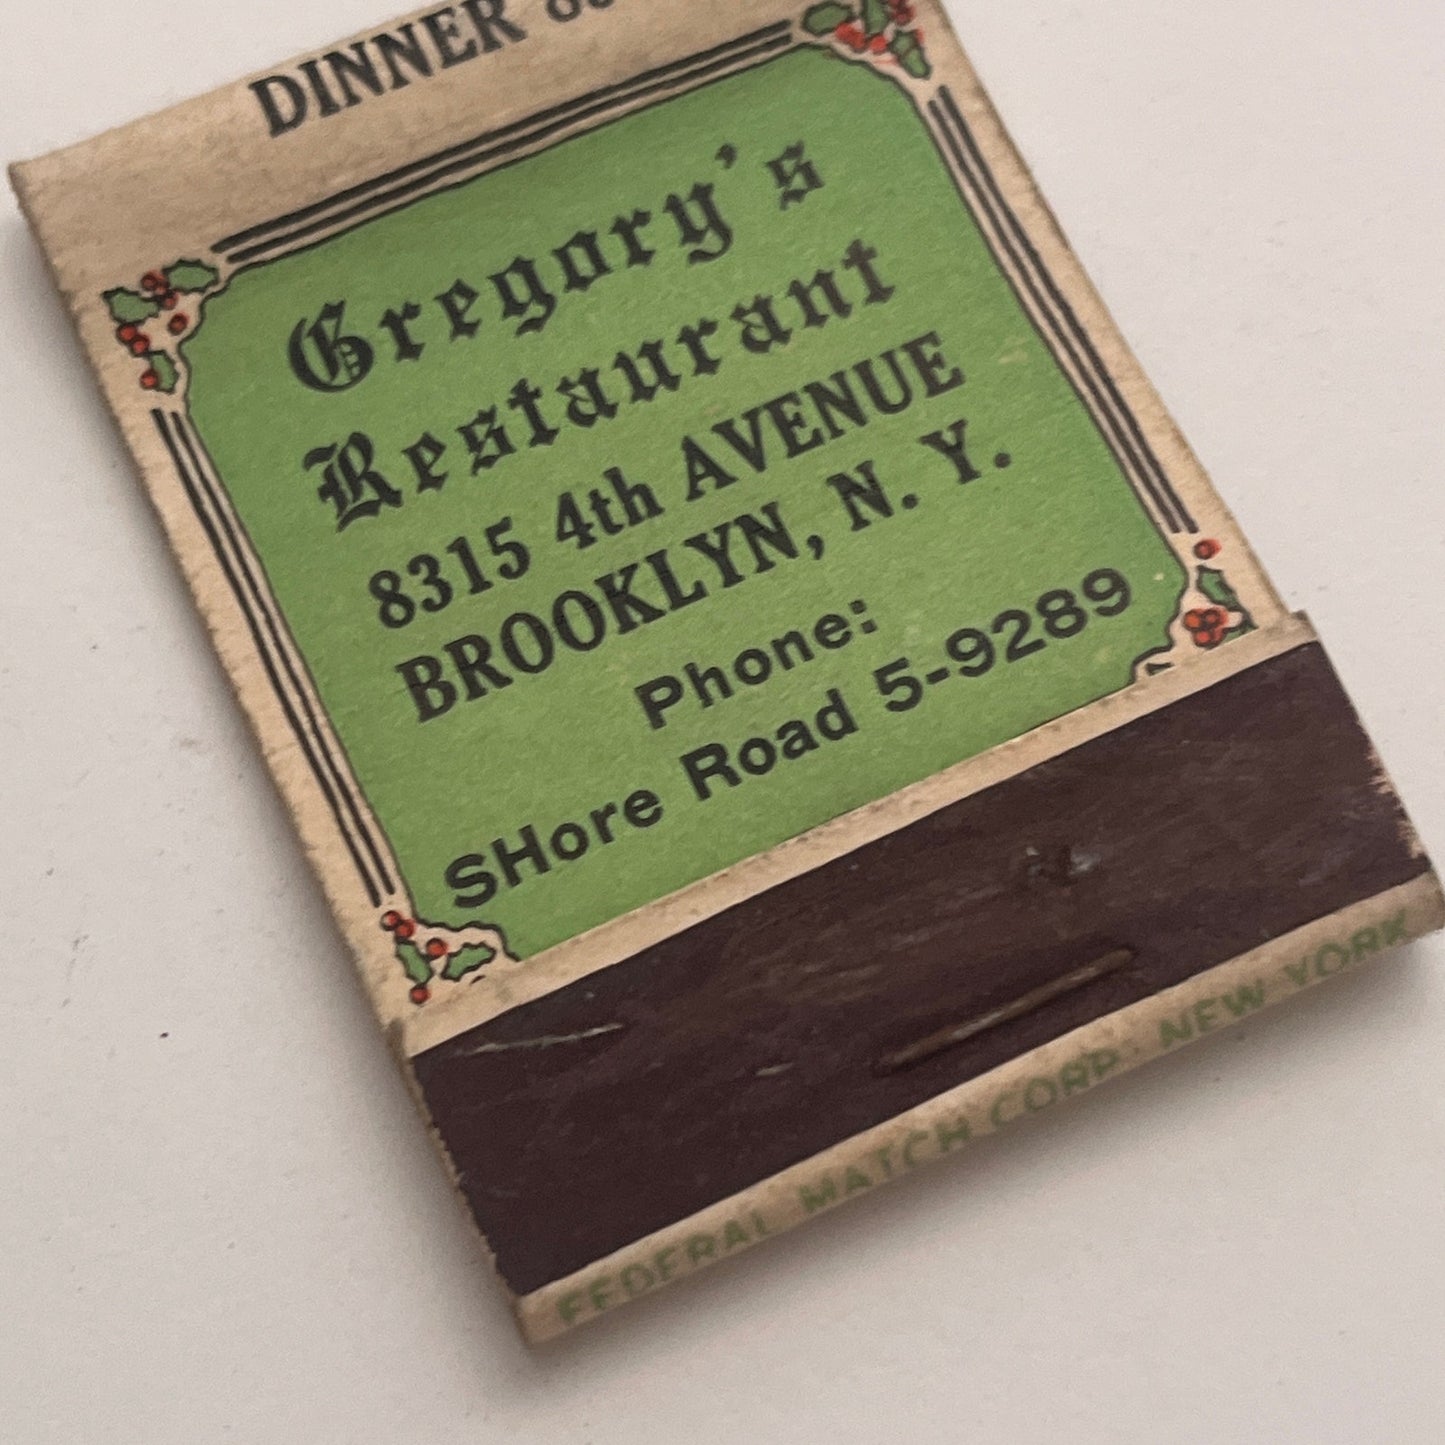 DINNER
Gregory's
Restaurant
8315 4th AVENUE
BROOKLYN, N. Y.
Phone:
SHore Road 5-9289
FEDERAL MATCH CORP. NEW YORK